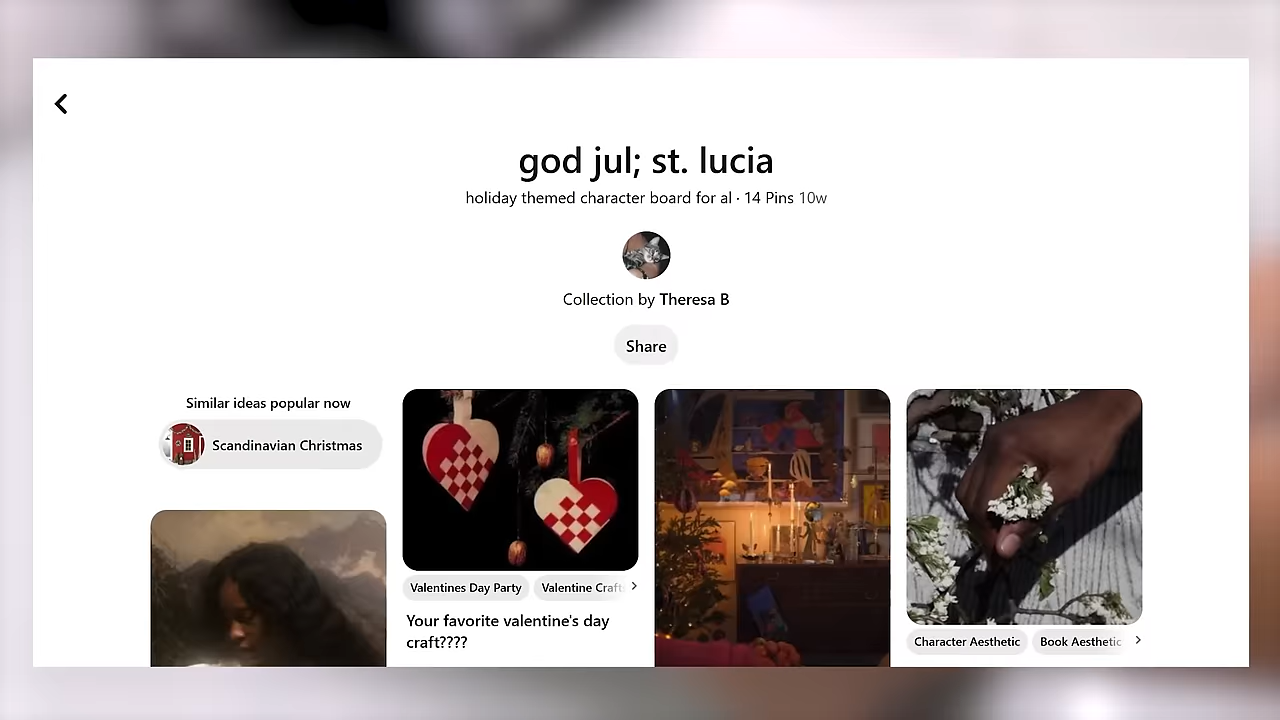 god jul; st. lucia
holiday themed character board for al · 14 Pins 10w
Collection by Theresa B
Share
Similar ideas popular now
Scandinavian Christmas
Valentines Day Party
Valentine Craft
Your favorite valentine's day
craft????
Character Aesthetic
Book Aesthetic